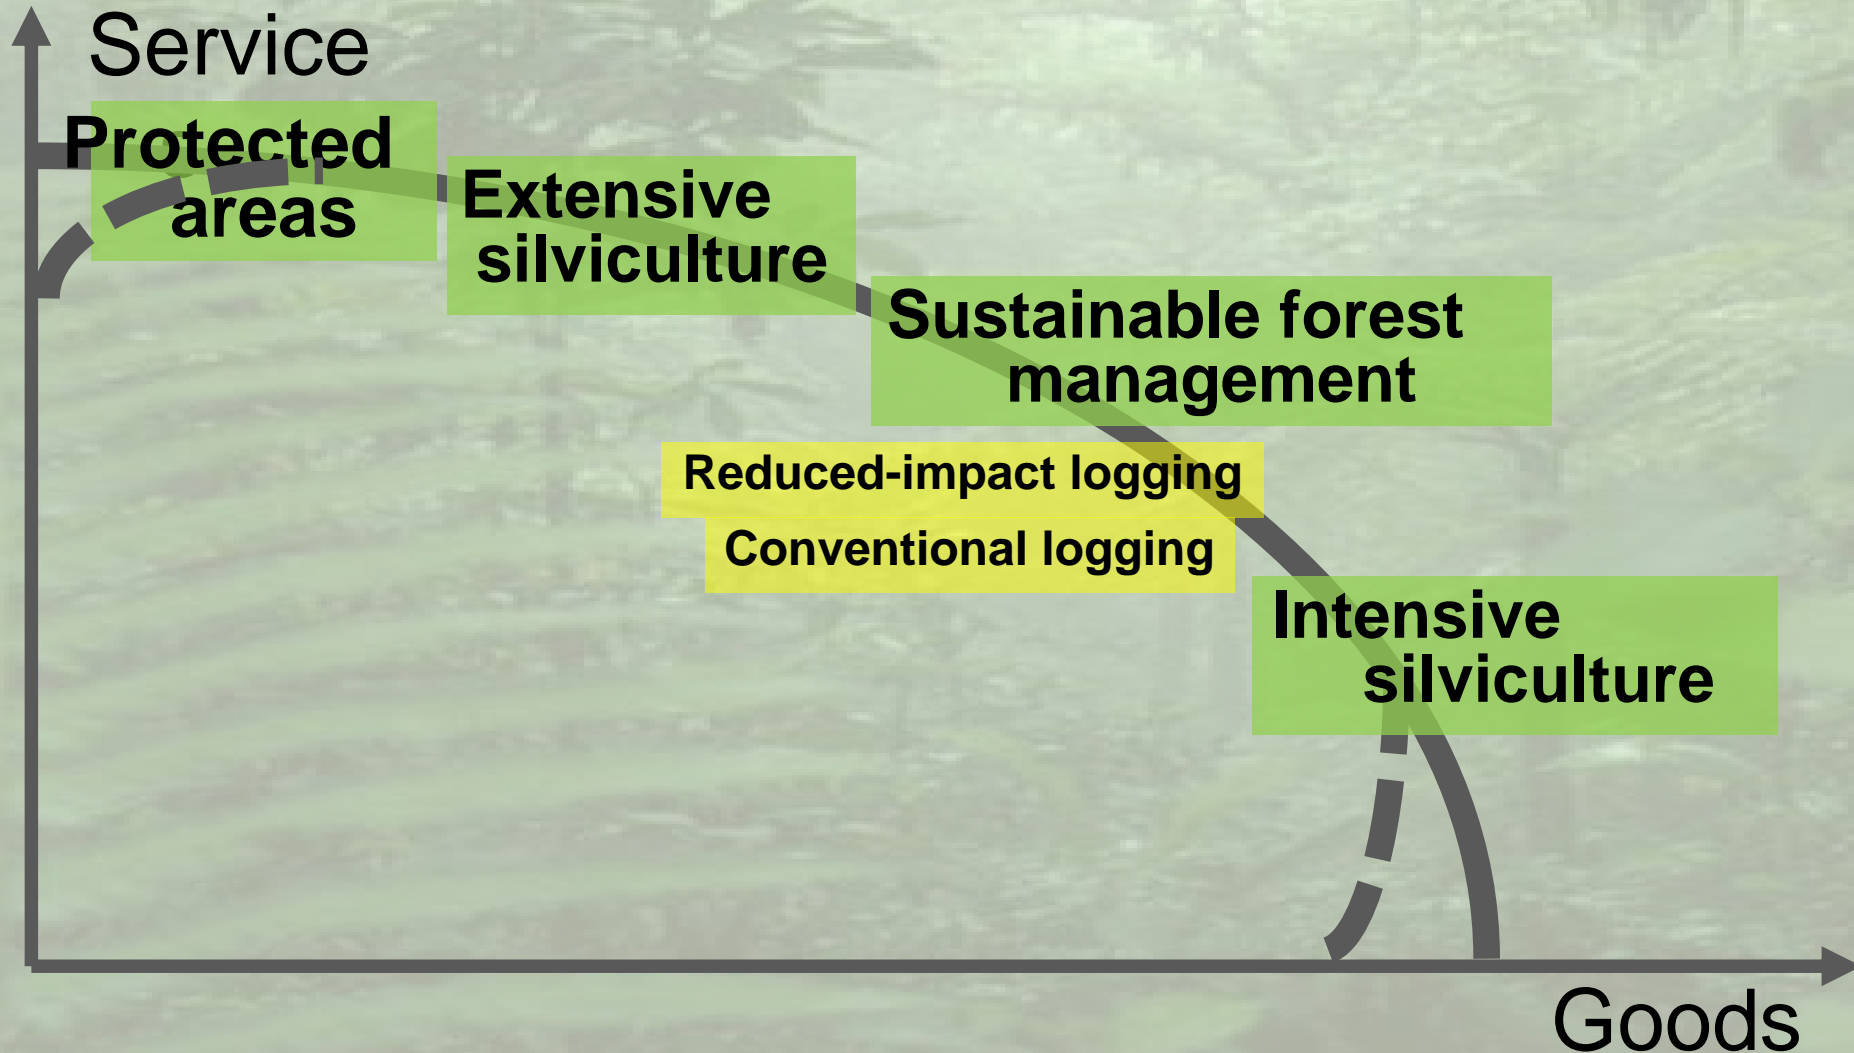 Service
Protected
areas
Extensive
silviculture
Sustainable forest
management
Reduced-impact logging
Conventional logging
Intensive
silviculture
Goods